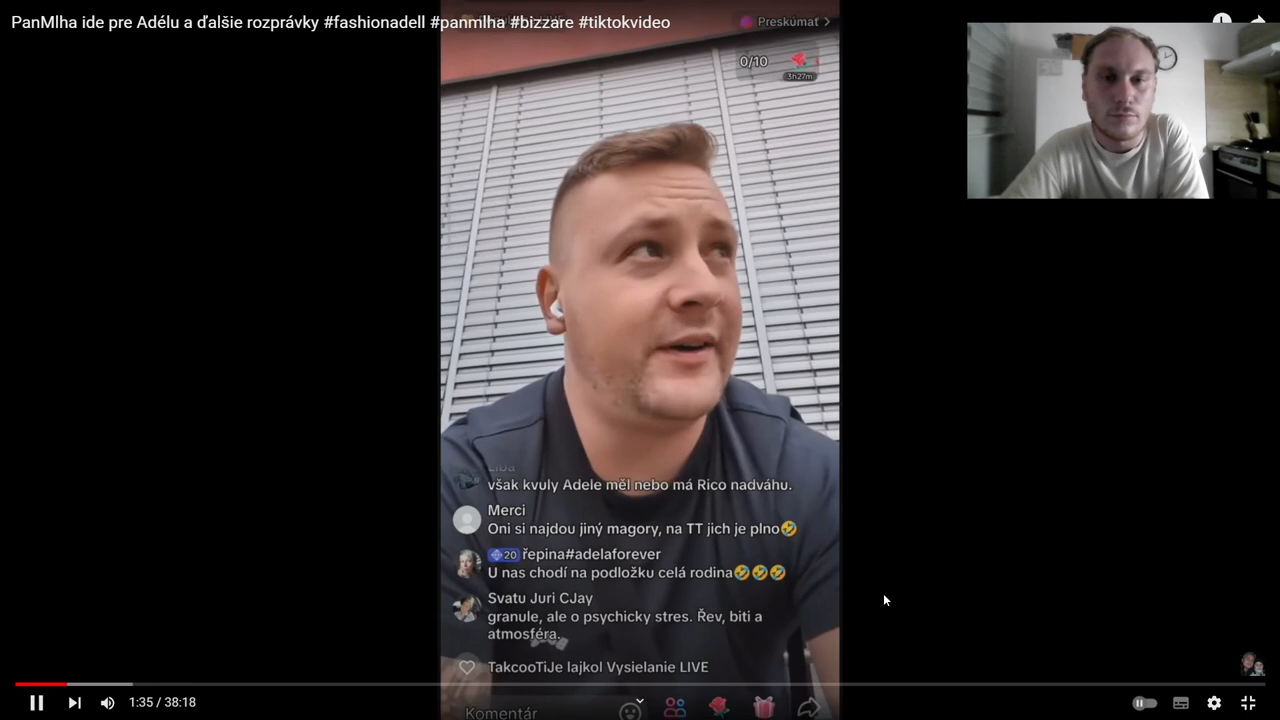 PanMlha ide pre Adélu a ďalšie rozprávky #fashionadell #panmlha #bizzare #tiktokvideo
Preskúmať >
0/10
3h27m
Liba
však kvuly Adele měl nebo má Rico nadváhu.
Merci
Oni si najdou jiný magory, na TT jich je plno🤣
20 řepina#adelaforever
U nas chodí na podložku celá rodina🤣🤣🤣
Svatu Juri CJay
granule, ale o psychicky stres. Řev, biti a
atmosféra.
TakcooTiJe lajkol Vysielanie LIVE
Komentár
1:35 / 38:18